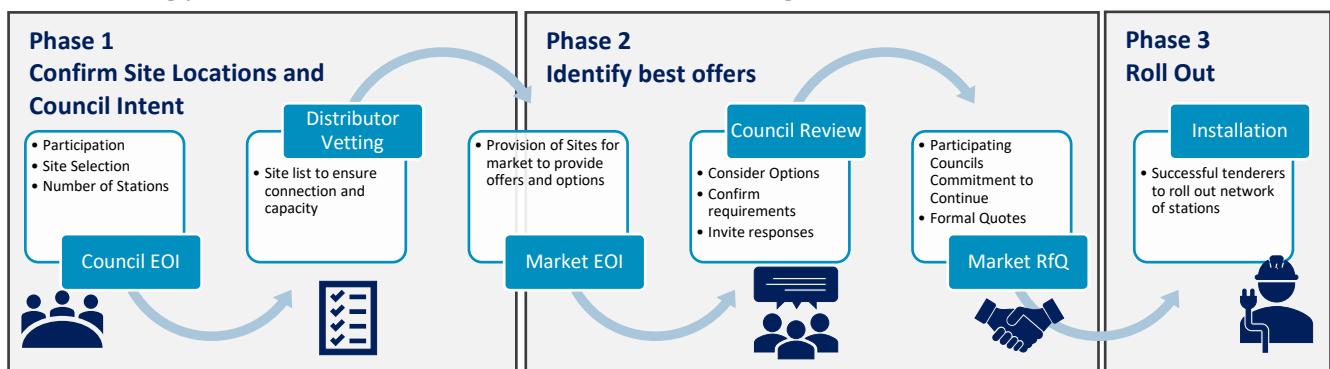 Phase 1
Confirm Site Locations and
Council Intent
• Participation
• Site Selection
• Number of Stations
Council EOI
Distributor
Vetting
• Site list to ensure
connection and
capacity
Phase 2
Identify best offers
• Provision of Sites for
market to provide
offers and options
Market EOI
Council Review
• Consider Options
• Confirm
requirements
• Invite responses
• Participating
Councils
Commitment to
Continue
• Formal Quotes
Market RfQ
Phase 3
Roll Out
Installation
• Successful tenderers
to roll out network
of stations